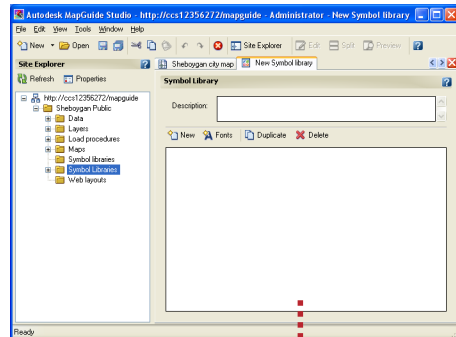 Autodesk MapGuide Studio - http://ccs12356272/mapguide - Administrator - New Symbol library
File Edit View Tools Window Help
New Open Site Explorer Edit Split Preview
Site Explorer
Sheboygan city map New Symbol library
Refresh Properties
Symbol Library
http://ccs12356272/mapguide
Sheboygan Public
Data
Layers
Load procedures
Maps
Symbol libraries
Symbol Libraries
Web layouts
Description:
New Fonts Duplicate Delete
Ready